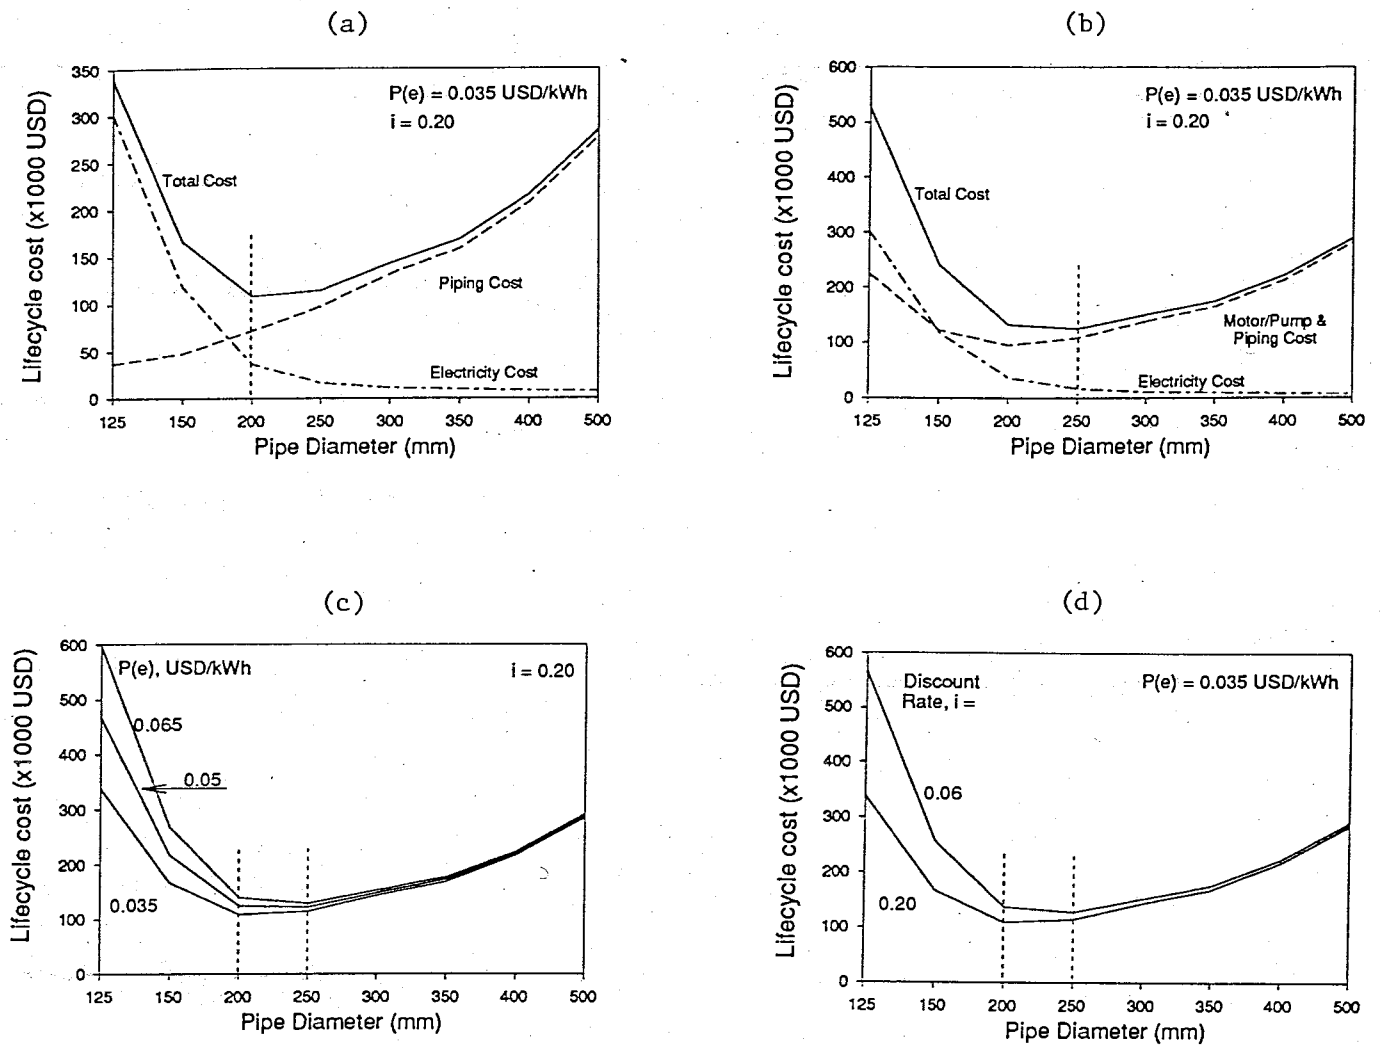 (a)
350
300
250
200
150
100
50
0
Lifecycle cost (x1000 USD)
P(e) = 0.035 USD/kWh
i = 0.20
Total Cost
Piping Cost
Electricity Cost
125 150 200 250 300 350 400 500
Pipe Diameter (mm)
(b)
600
500
400
300
200
100
0
Lifecycle cost (x1000 USD)
P(e) = 0.035 USD/kWh
i = 0.20
Total Cost
Motor/Pump &
Piping Cost
Electricity Cost
125 150 200 250 300 350 400 500
Pipe Diameter (mm)
(c)
600
500
400
300
200
100
0
Lifecycle cost (x1000 USD)
P(e), USD/kWh
i = 0.20
0.065
0.05
0.035
125 150 200 250 300 350 400 500
Pipe Diameter (mm)
(d)
600
500
400
300
200
100
0
Lifecycle cost (x1000 USD)
Discount
Rate, i =
P(e) = 0.035 USD/kWh
0.06
0.20
125 150 200 250 300 350 400 500
Pipe Diameter (mm)